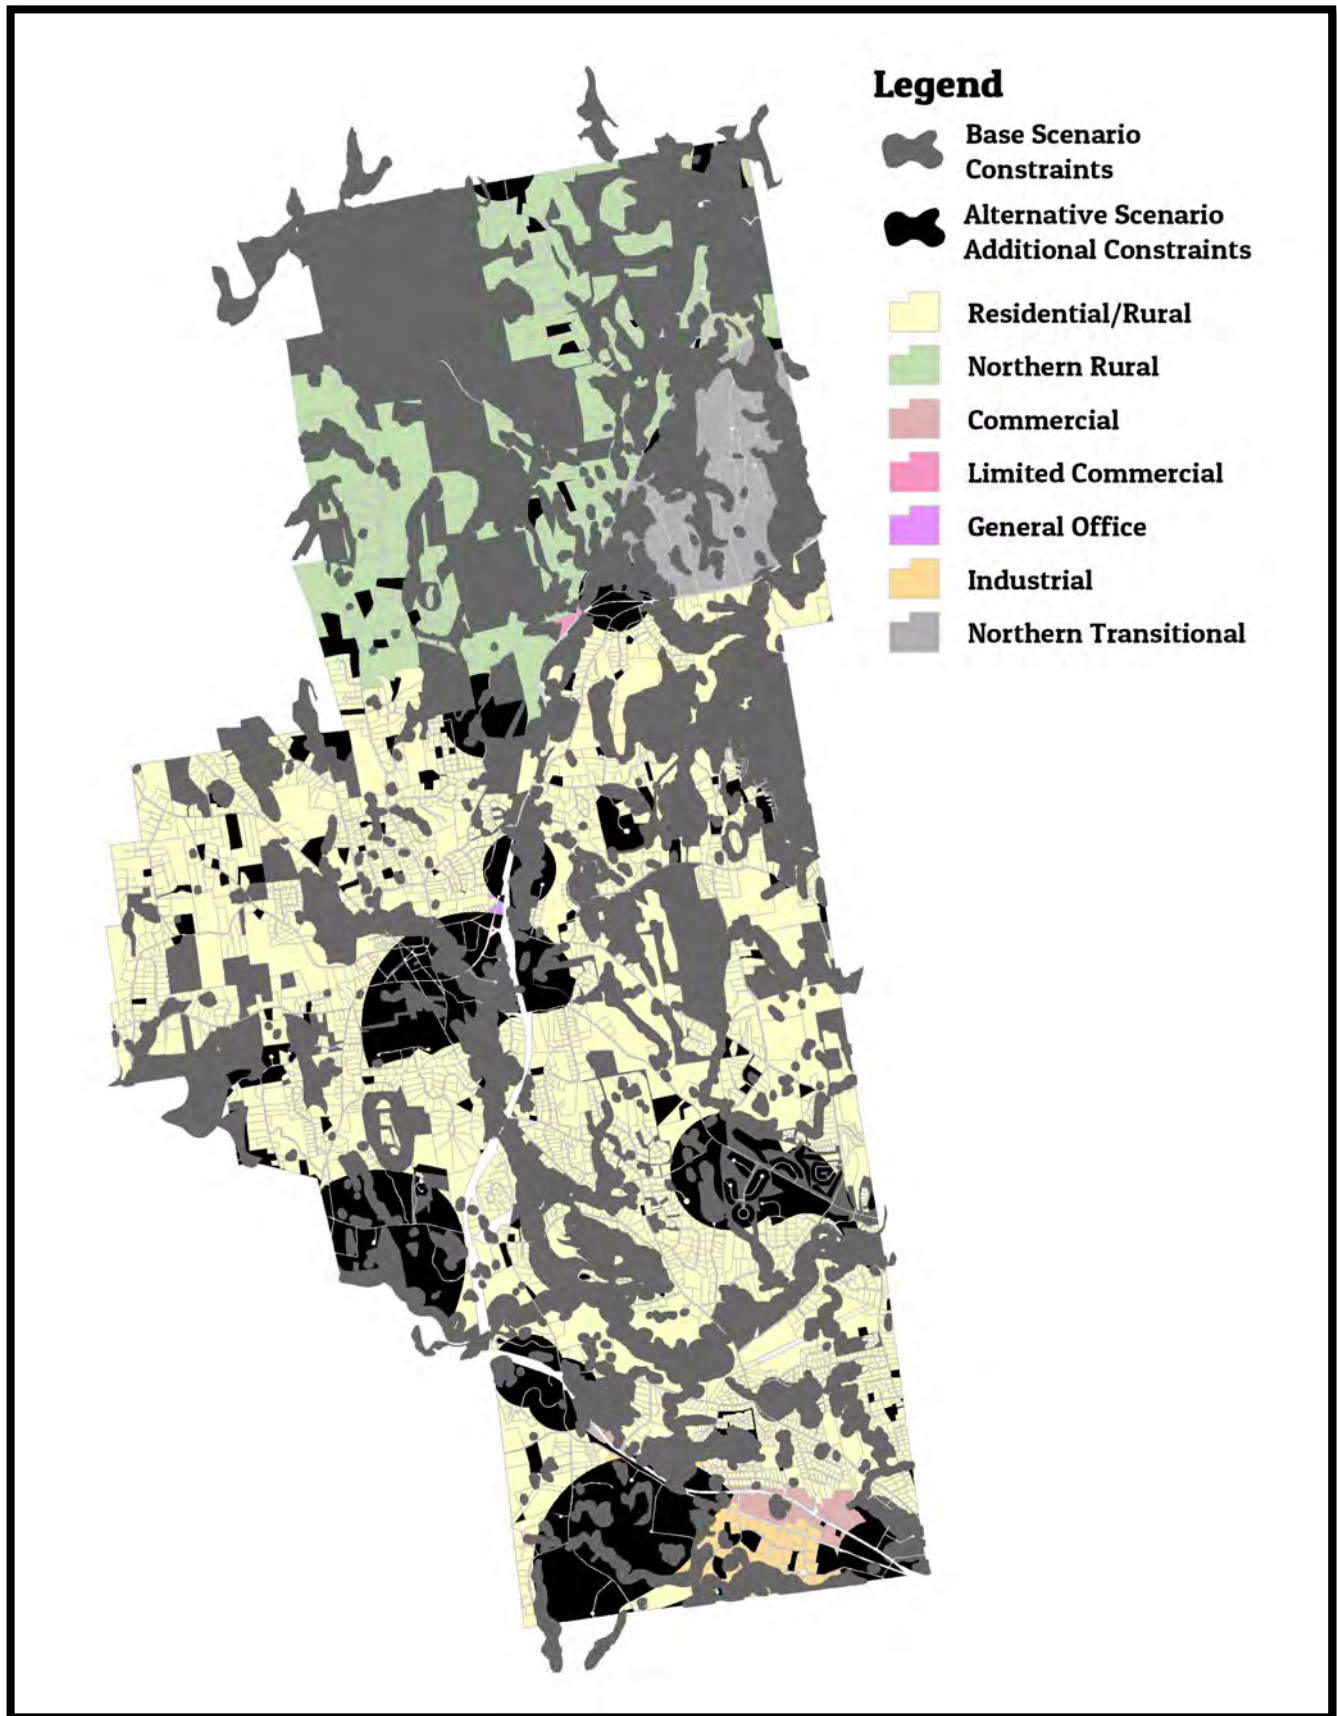 Legend
Base Scenario
Constraints
Alternative Scenario
Additional Constraints
Residential/Rural
Northern Rural
Commercial
Limited Commercial
General Office
Industrial
Northern Transitional